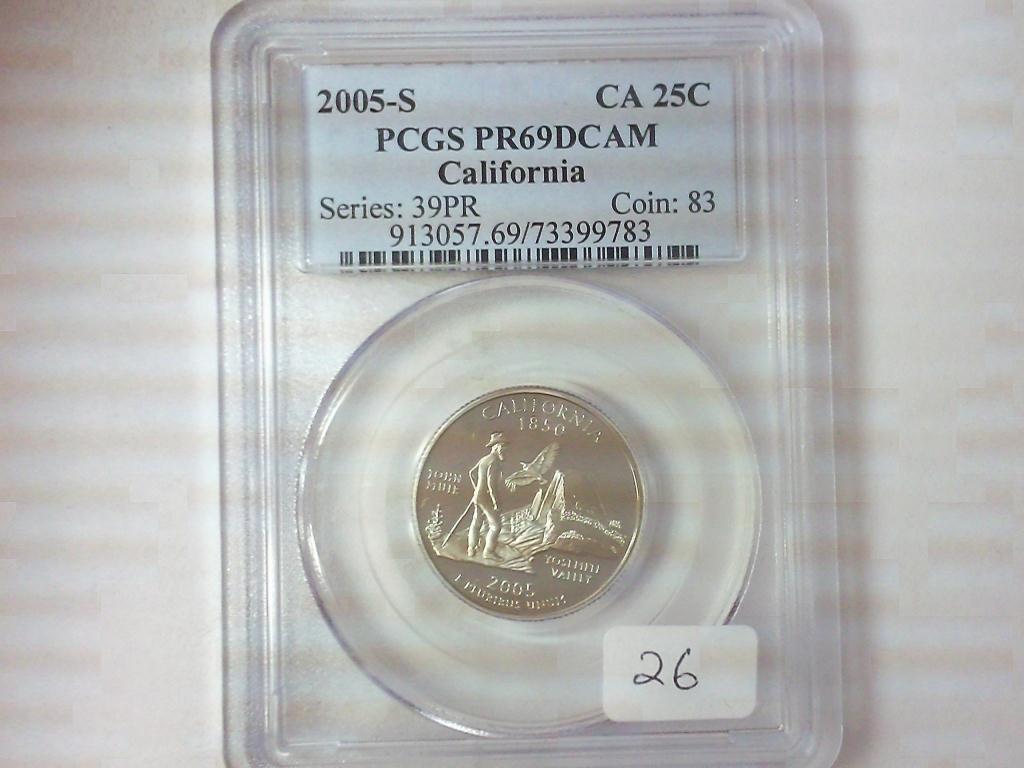 2005-S CA 25C
PCGS PR69DCAM
California
Series: 39PR Coin: 83
913057.69/73399783
CALIFORNIA
1850
JOHN
MUIR
YOSEMITE
VALLEY
2005
E PLURIBUS UNUM
26